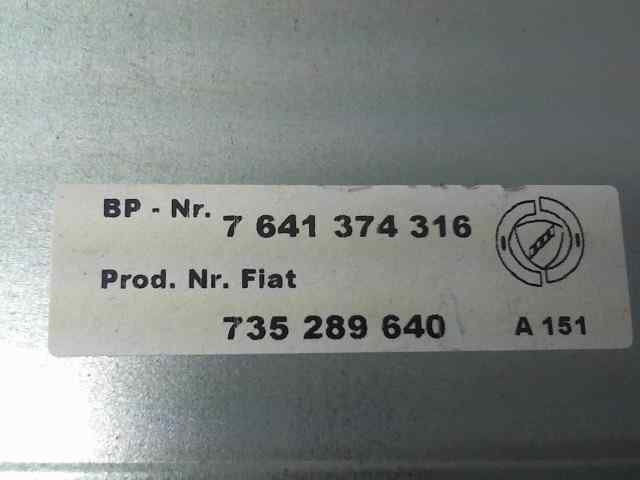 BP - Nr. 7 641 374 316
Prod. Nr. Fiat
735 289 640 A 151